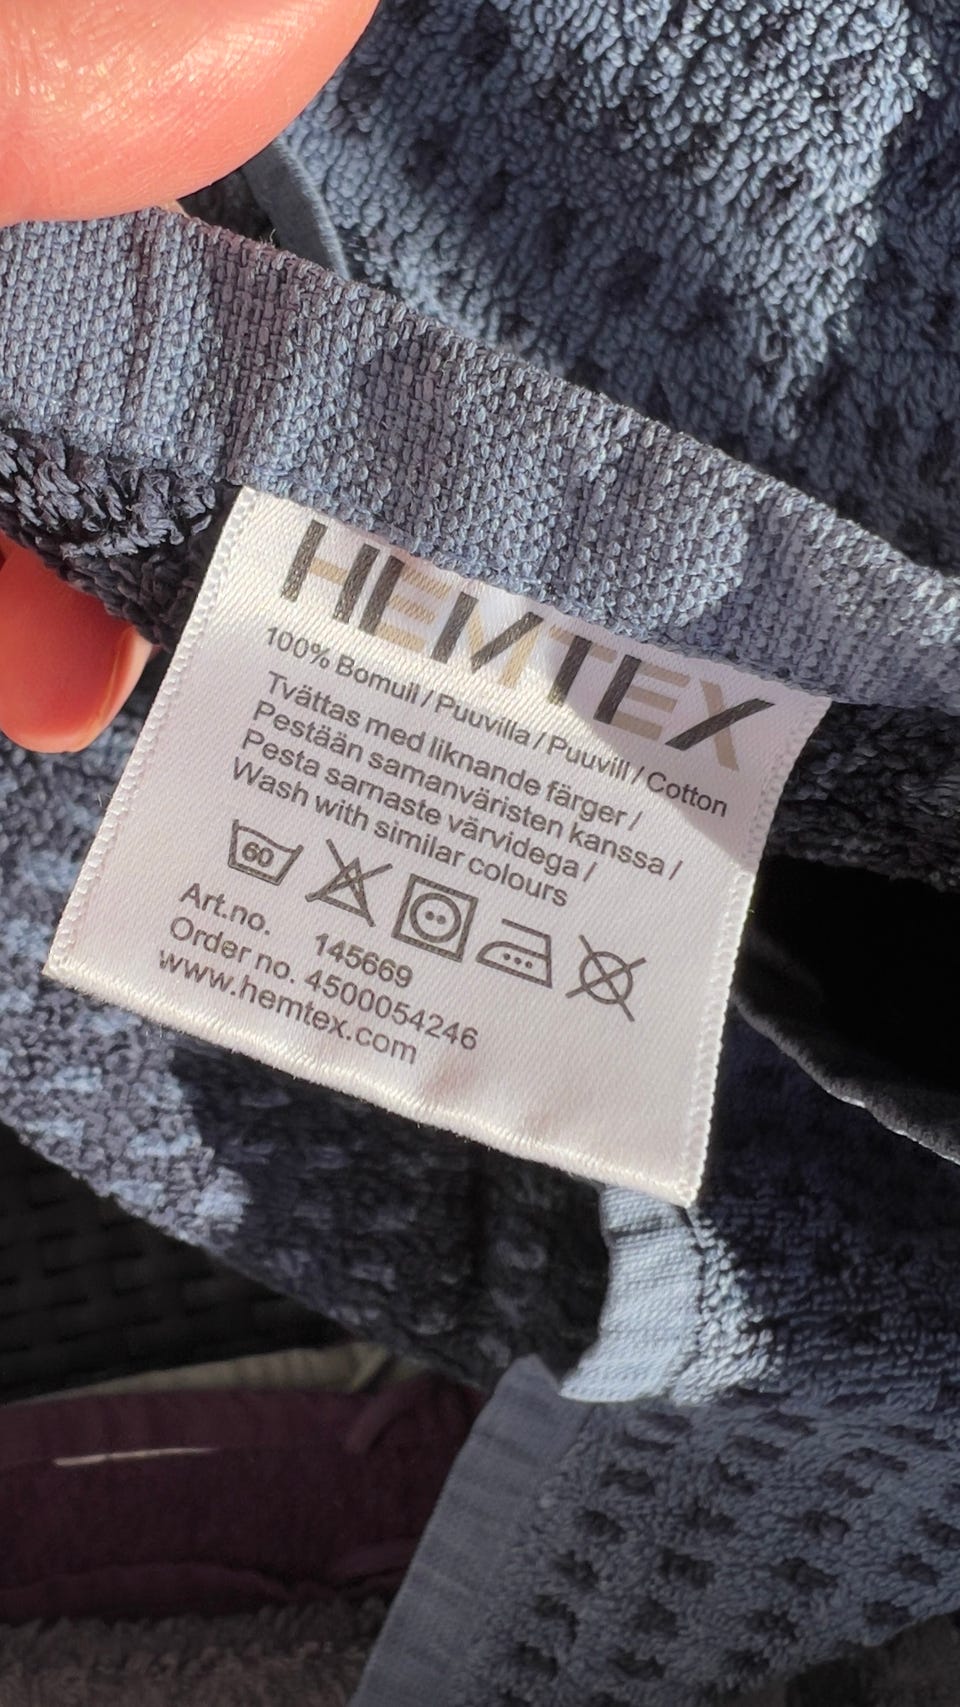 HEMTEX
100% Bomull / Puuvilla / Puuvill / Cotton
Tvättas med liknande färger /
Pestään samanväristen kanssa /
Pesta sarnaste värvidega /
Wash with similar colours
60
Art.no. 145669
Order no. 4500054246
www.hemtex.com